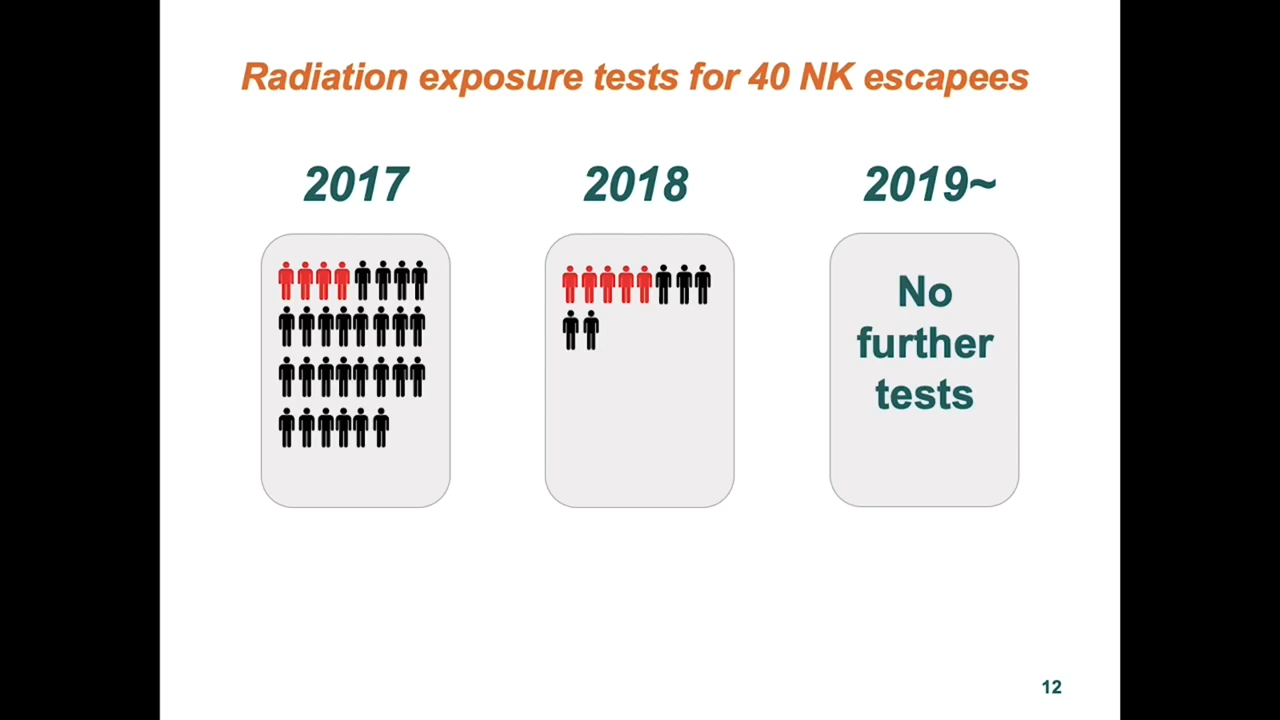 Radiation exposure tests for 40 NK escapees
2017
2018
2019~
No
further
tests
12